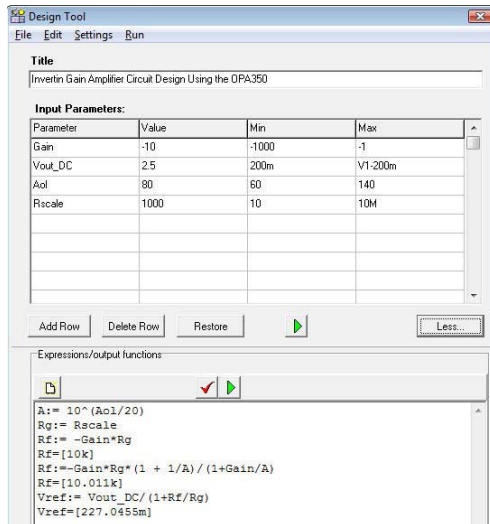 Design Tool
File Edit Settings Run
Title
Invertin Gain Amplifier Circuit Design Using the OPA350
Input Parameters:
Parameter Value Min Max
Gain -10 -1000 -1
Vout_DC 2.5 200m V1-200m
Aol 80 60 140
Rscale 1000 10 10M
Add Row Delete Row Restore Less...
Expressions/output functions
A:= 10^(Aol/20)
Rg:= Rscale
Rf:= -Gain*Rg
Rf=[10k]
Rf:=-Gain*Rg*(1 + 1/A)/(1+Gain/A)
Rf=[10.011k]
Vref:= Vout_DC/(1+Rf/Rg)
Vref=[227.0455m]